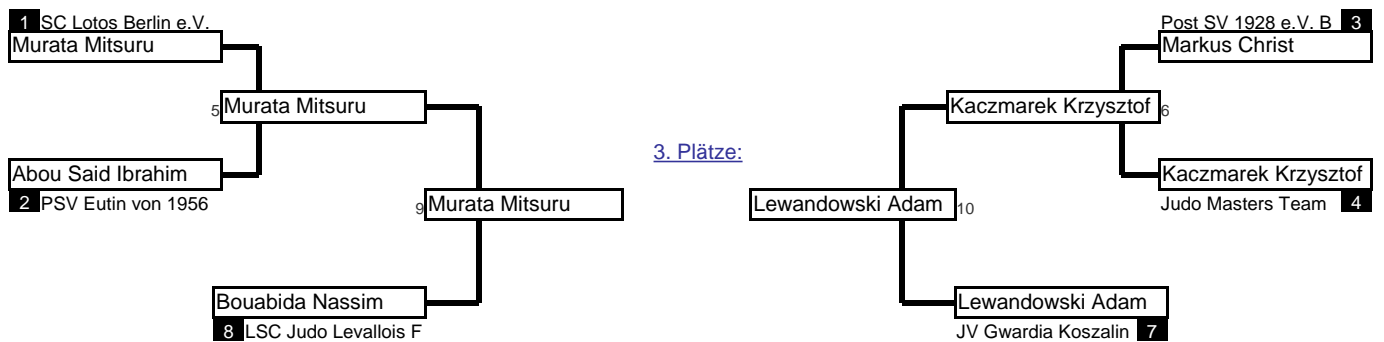 1 SC Lotos Berlin e.V.
Murata Mitsuru
5 Murata Mitsuru
Abou Said Ibrahim
2 PSV Eutin von 1956
9 Murata Mitsuru
Bouabida Nassim
8 LSC Judo Levallois F
3. Plätze:
Post SV 1928 e.V. B 3
Markus Christ
Kaczmarek Krzysztof 6
Kaczmarek Krzysztof
Judo Masters Team 4
Lewandowski Adam 10
Lewandowski Adam
JV Gwardia Koszalin 7